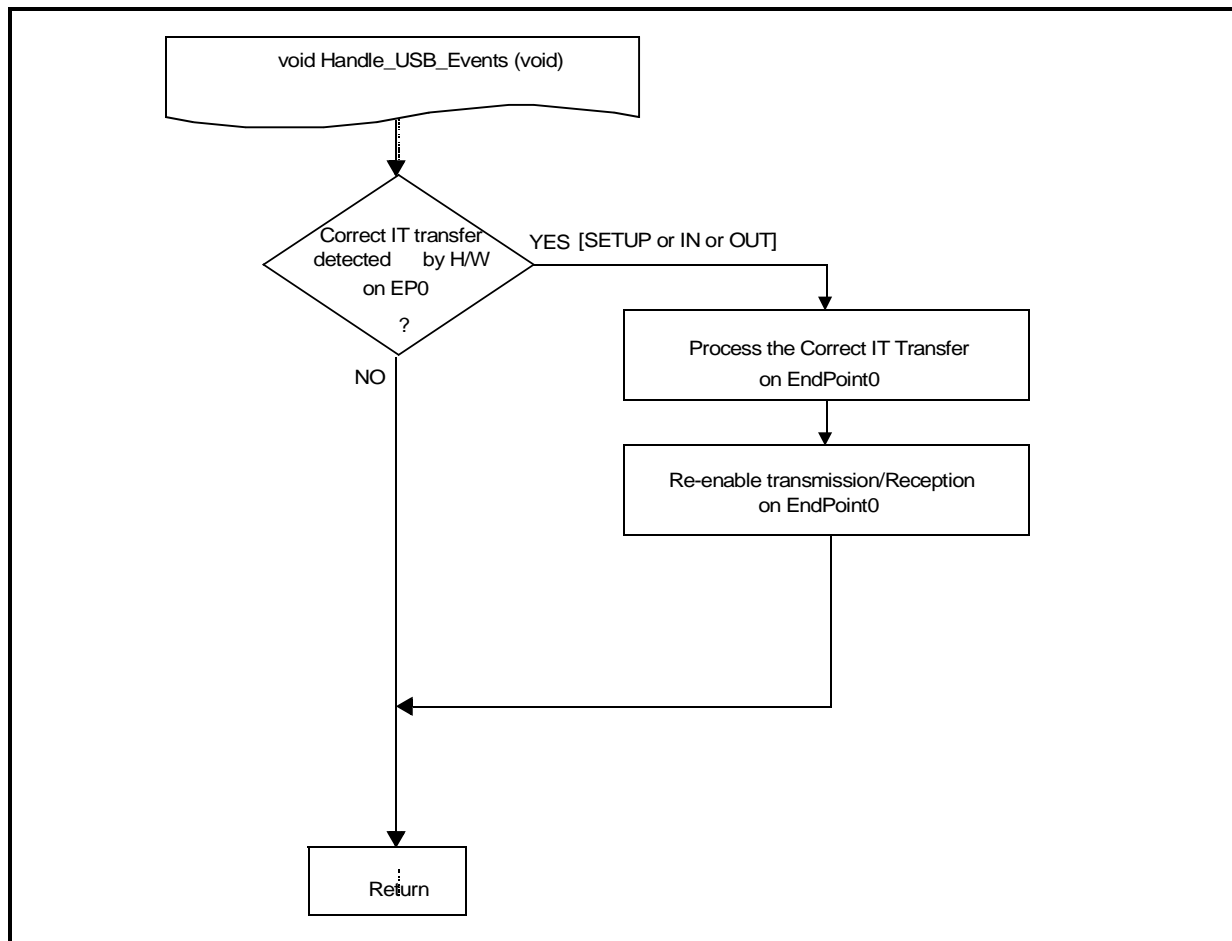 void Handle_USB_Events (void)
Correct IT transfer
detected by H/W
on EP0
?
YES [SETUP or IN or OUT]
NO
Process the Correct IT Transfer
on EndPoint0
Re-enable transmission/Reception
on EndPoint0
Return